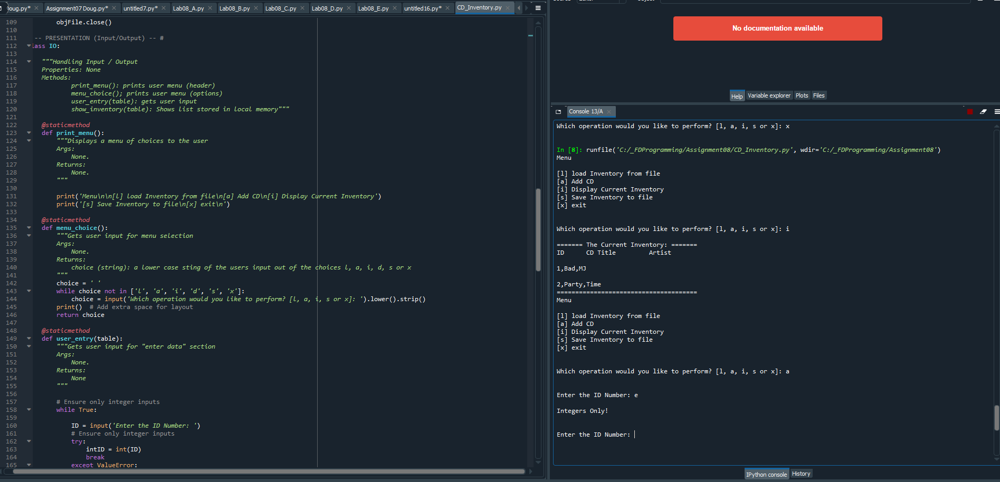 Doug.py*
Assignment07 Doug.py*
untitled7.py*
Lab08_A.py
Lab08_B.py
Lab08_C.py
Lab08_D.py
Lab08_E.py
untitled16.py*
CD_Inventory.py
109 objFile.close()
110
111 -- PRESENTATION (Input/Output) -- #
112 lass IO:
113
114 """Handling Input / Output
115 Properties: None
116 Methods:
117 print_menu(): prints user menu (header)
118 menu_choice(); prints user menu (options)
119 user_entry(table): gets user input
120 show_inventory(table): Shows list stored in local memory"""
121
122 @staticmethod
123 def print_menu():
124 """Displays a menu of choices to the user
125 Args:
126 None.
127 Returns:
128 None.
129 """
130
131 print('Menu\n\n[l] load Inventory from file\n[a] Add CD\n[i] Display Current Inventory')
132 print('[s] Save Inventory to file\n[x] exit\n')
133
134 @staticmethod
135 def menu_choice():
136 """Gets user input for menu selection
137 Args:
138 None.
139 Returns:
140 choice (string): a lower case sting of the users input out of the choices l, a, i, d, s or x
141 """
142 choice = ' '
143 while choice not in ['l', 'a', 'i', 'd', 's', 'x']:
144 choice = input('Which operation would you like to perform? [l, a, i, s or x]: ').lower().strip()
145 print()  # Add extra space for layout
146 return choice
147
148 @staticmethod
149 def user_entry(table):
150 """Gets user input for "enter data" section
151 Args:
152 None.
153 Returns:
154 None
155 """
156
157 # Ensure only integer inputs
158 while True:
159
160 ID = input('Enter the ID Number: ')
161 # Ensure only integer inputs
162 try:
163 intID = int(ID)
164 break
165 except ValueError:
No documentation available
Help
Variable explorer
Plots
Files
Console 13/A
Which operation would you like to perform? [l, a, i, s or x]: x
In [8]: runfile('C:/_FDProgramming/Assignment08/CD_Inventory.py', wdir='C:/_FDProgramming/Assignment08')
Menu
[l] load Inventory from file
[a] Add CD
[i] Display Current Inventory
[s] Save Inventory to file
[x] exit
Which operation would you like to perform? [l, a, i, s or x]: i
======= The Current Inventory: =======
ID CD Title Artist
1,Bad,MJ
2,Party,Time
======================================
Menu
[l] load Inventory from file
[a] Add CD
[i] Display Current Inventory
[s] Save Inventory to file
[x] exit
Which operation would you like to perform? [l, a, i, s or x]: a
Enter the ID Number: e
Integers Only!
Enter the ID Number:
IPython console
History